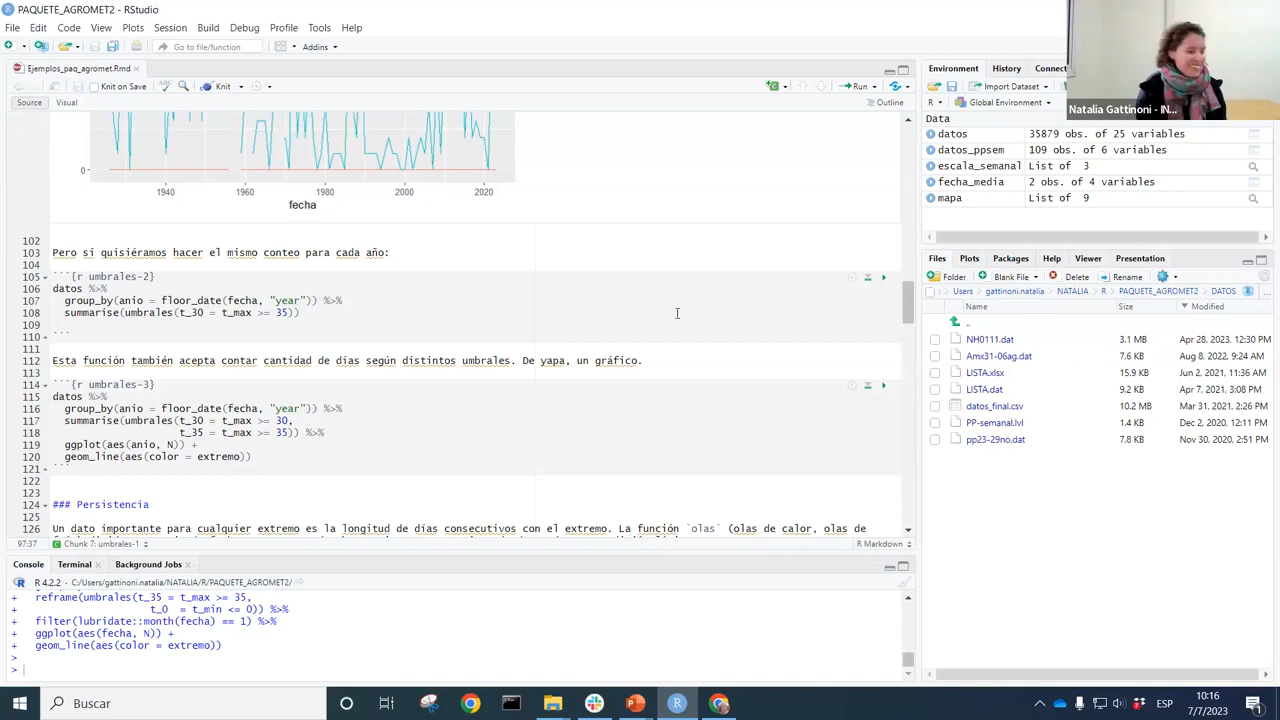 PAQUETE_AGROMET2 - RStudio
File Edit Code View Plots Session Build Debug Profile Tools Help
Go to file/function Addins
Ejemplos_paq_agromet.Rmd
Knit on Save Knit Run
Source Visual Outline
0
1940 1960 1980 2000 2020
fecha
102
103 Pero si quisiéramos hacer el mismo conteo para cada año:
104
105 ```{r umbrales-2}
106 datos %>%
107 group_by(anio = floor_date(fecha, "year")) %>%
108 summarise(umbrales(t_30 = t_max >= 35))
109
110 ```
111
112 Esta función también acepta contar cantidad de días según distintos umbrales. De yapa, un gráfico.
113
114 ```{r umbrales-3}
115 datos %>%
116 group_by(anio = floor_date(fecha, "year")) %>%
117 summarise(umbrales(t_30 = t_max >= 30,
118 t_35 = t_max >= 35)) %>%
119 ggplot(aes(anio, N)) +
120 geom_line(aes(color = extremo))
121 ```
122
123
124 ### Persistencia
125
126 Un dato importante para cualquier extremo es la longitud de días consecutivos con el extremo. La función `olas` (olas de calor, olas de
97:37 Chunk 7: umbrales-1 R Markdown
Console Terminal Background Jobs
R 4.2.2 · C:/Users/gattinoni.natalia/NATALIA/R/PAQUETE_AGROMET2/
+ reframe(umbrales(t_35 = t_max >= 35,
+ t_0 = t_min <= 0)) %>%
+ filter(lubridate::month(fecha) == 1) %>%
+ ggplot(aes(fecha, N)) +
+ geom_line(aes(color = extremo))
>
>
Environment History Connect
Import Dataset
R Global Environment
Data
datos 35879 obs. of 25 variables
datos_ppsem 109 obs. of 6 variables
escala_semanal List of 3
fecha_media 2 obs. of 4 variables
mapa List of 9
Files Plots Packages Help Viewer Presentation
Folder Blank File Delete Rename
Users gattinoni.natalia NATALIA R PAQUETE_AGROMET2 DATOS ...
Name Size Modified
..
NH0111.dat 3.1 MB Apr 28, 2023, 12:30 PM
Amx31-06ag.dat 7.6 KB Aug 8, 2022, 9:24 AM
LISTA.xlsx 15.9 KB Jun 2, 2021, 11:36 AM
LISTA.dat 9.2 KB Apr 7, 2021, 3:08 PM
datos_final.csv 10.2 MB Mar 31, 2021, 2:26 PM
PP-semanal.lvl 1.4 KB Dec 2, 2020, 12:11 PM
pp23-29no.dat 7.8 KB Nov 30, 2020, 2:51 PM
Natalia Gattinoni - IN...
Buscar
ESP
10:16
7/7/2023